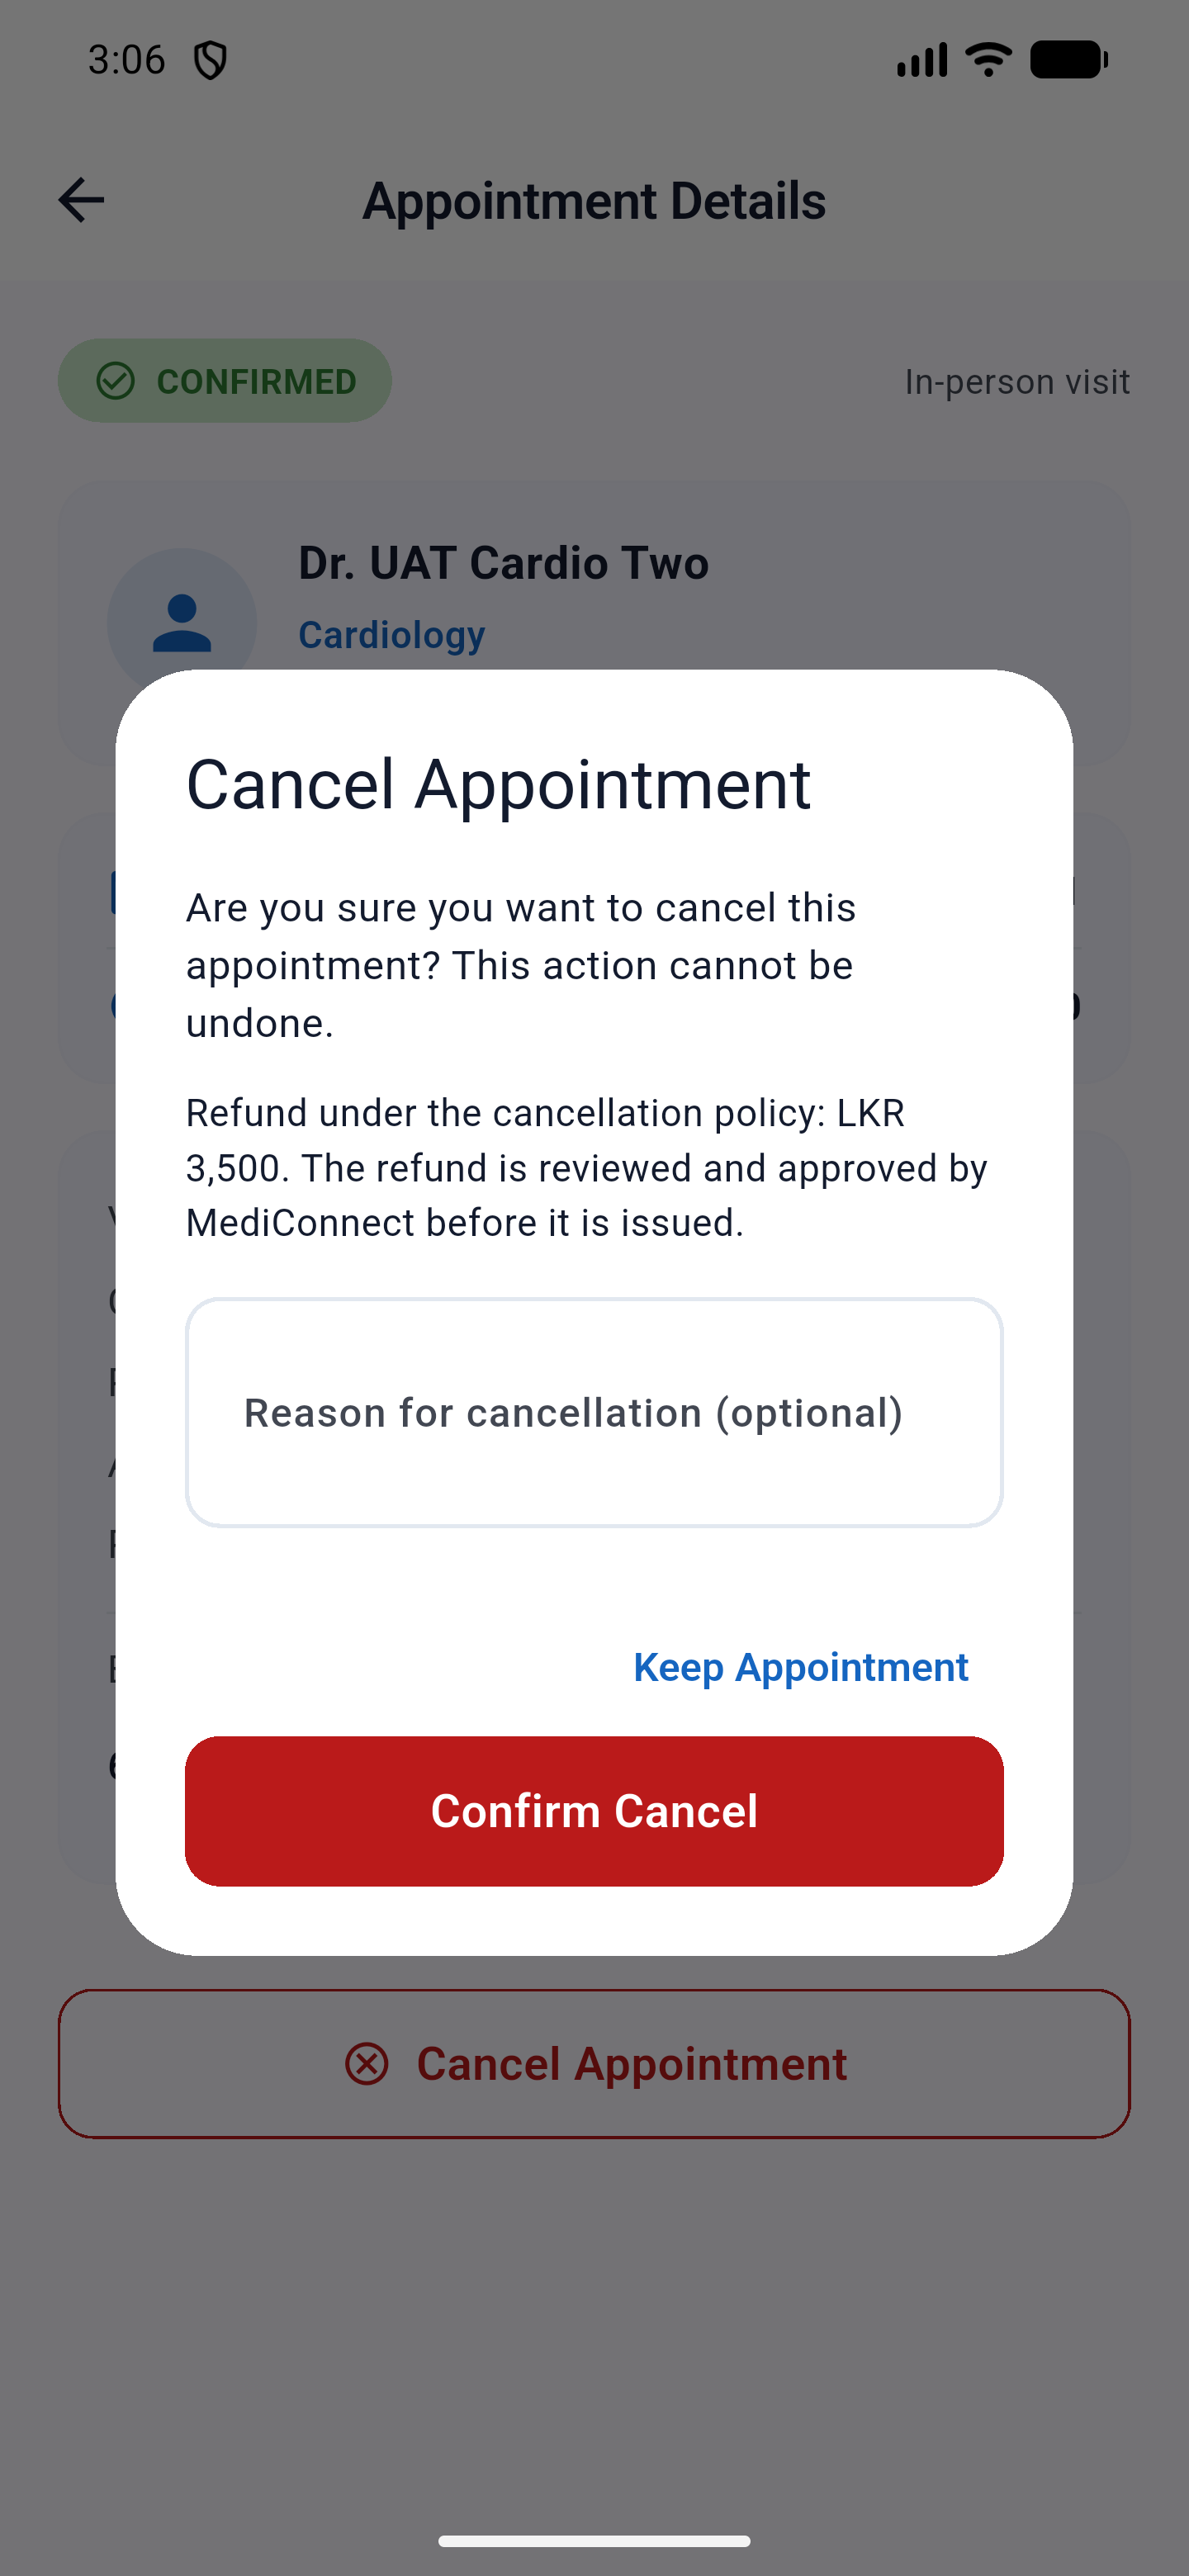 3:06
Appointment Details
CONFIRMED
In-person visit
Dr. UAT Cardio Two
Cardiology
Cancel Appointment
Are you sure you want to cancel this
appointment? This action cannot be
undone.
Refund under the cancellation policy: LKR
3,500. The refund is reviewed and approved by
MediConnect before it is issued.
Reason for cancellation (optional)
Keep Appointment
Confirm Cancel
Cancel Appointment